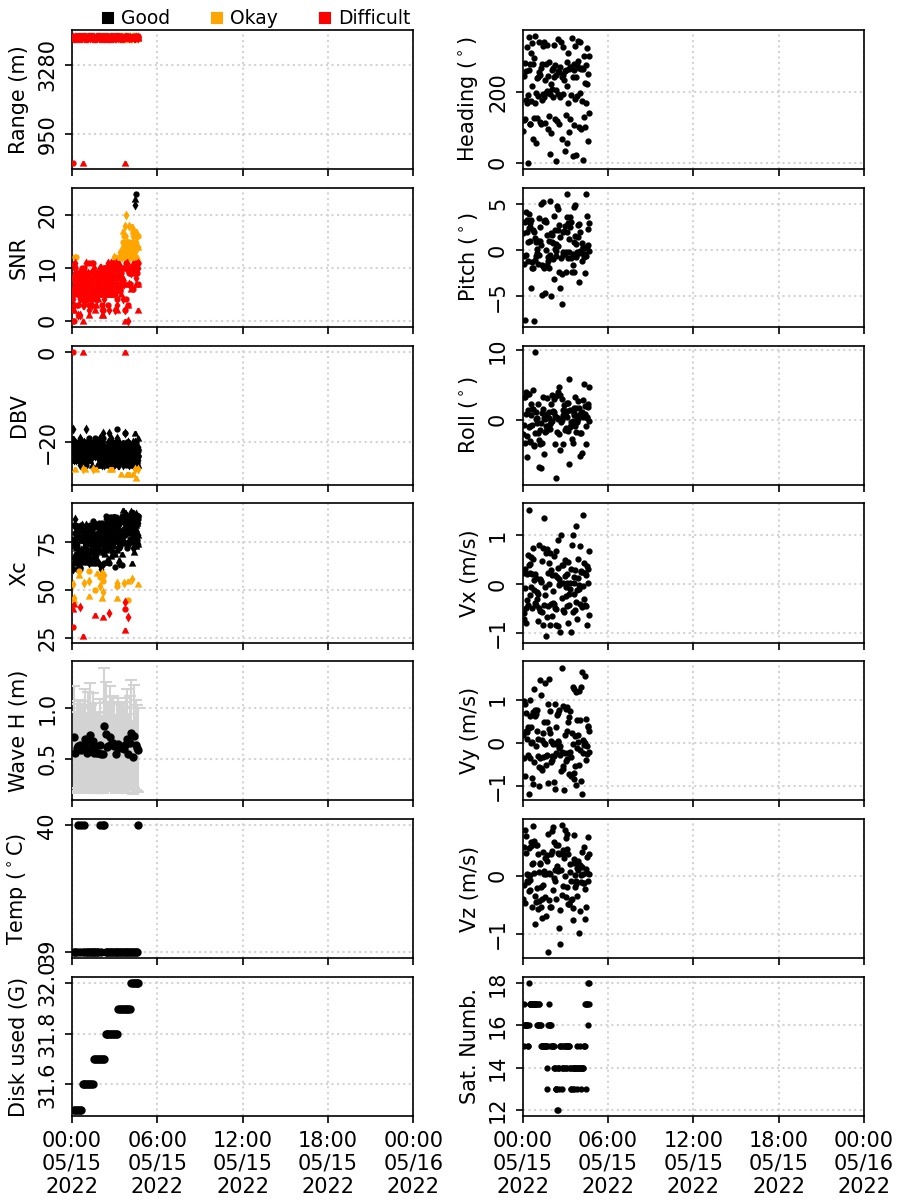 Good Okay Difficult
Range (m)
3280
950
Heading (°)
200
0
SNR
20
10
0
Pitch (°)
5
0
−5
DBV
0
−20
Roll (°)
10
0
Xc
75
50
25
Vx (m/s)
1
0
−1
Wave H (m)
1.0
0.5
Vy (m/s)
1
0
−1
Temp (°C)
40
39
Vz (m/s)
0
−1
Disk used (G)
32.0
31.8
31.6
Sat. Numb.
18
16
14
12
00:00 06:00 12:00 18:00 00:00
05/15 05/15 05/15 05/15 05/16
2022 2022 2022 2022 2022
00:00 06:00 12:00 18:00 00:00
05/15 05/15 05/15 05/15 05/16
2022 2022 2022 2022 2022